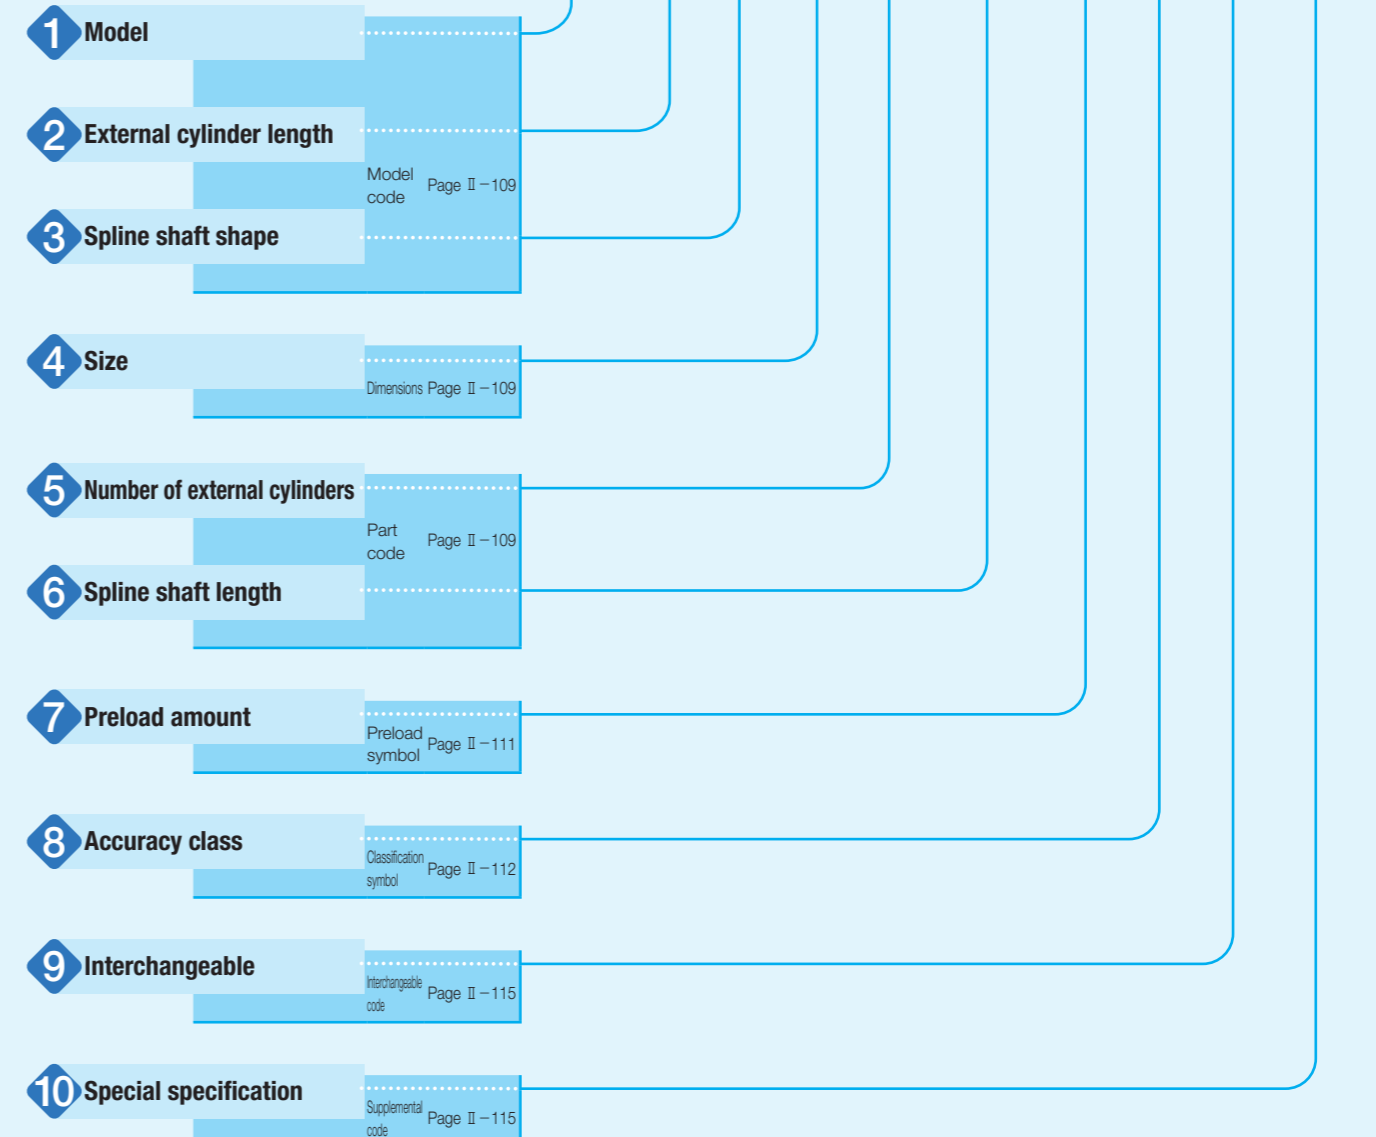 1 Model
2 External cylinder length
Model
code
Page Ⅱ－109
3 Spline shaft shape
4 Size
Dimensions Page Ⅱ－109
5 Number of external cylinders
Part
code
Page Ⅱ－109
6 Spline shaft length
7 Preload amount
Preload
symbol
Page Ⅱ－111
8 Accuracy class
Classification
symbol
Page Ⅱ－112
9 Interchangeable
Interchangeable
code
Page Ⅱ－115
10 Special specification
Supplemental
code
Page Ⅱ－115